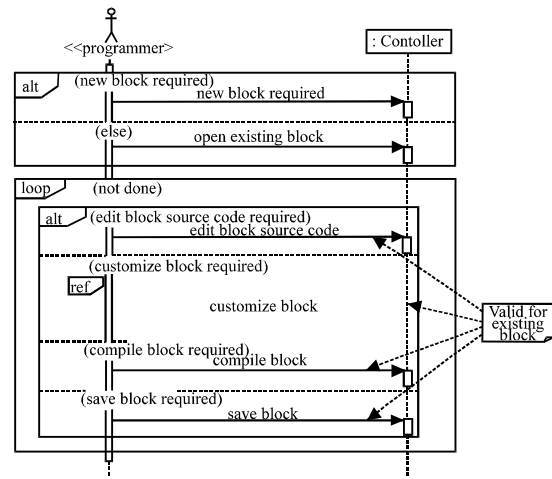 <<programmer>>
: Contoller
alt
(new block required)
new block required
(else)
open existing block
loop
(not done)
alt
(edit block source code required)
edit block source code
(customize block required)
ref
customize block
Valid for
existing
block
(compile block required)
compile block
(save block required)
save block